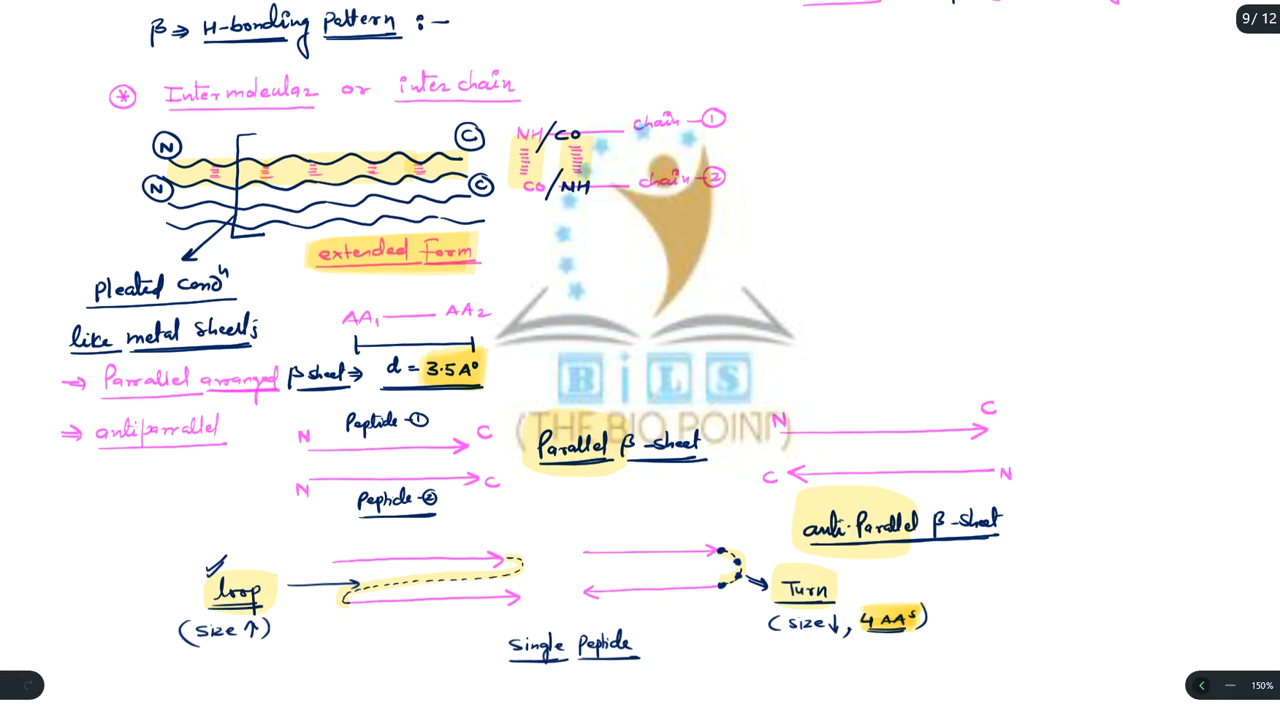 9/ 12
β ⇒ H-bonding Pattern :-
* Intermolecular or interchain
N C NH/CO chain - 1
N C CO/NH chain - 2
extended Form
Pleated condⁿ
like metal sheets;
AA₁ — AA₂
→ Parrallel arranged β sheet ⇒ d = 3.5 A°
⇒ antiparrallel
BiLS
(THE BIO POINT)
N Peptide - 1 C
N C
Peptide - 2
Parallel β - sheet
N C
C N
anti-Parallel β-sheet
✓ loop
(size ↑)
Turn
(size ↓, 4 AAˢ)
Single Peptide
150%